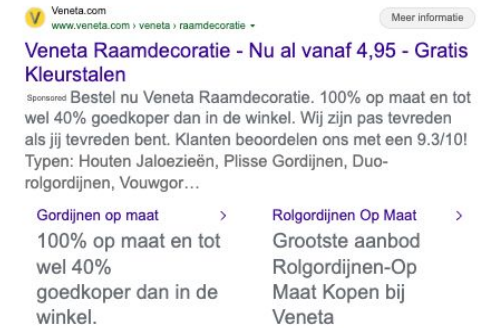 V
Veneta.com
www.veneta.com › veneta › raamdecoratie
Meer informatie
Veneta Raamdecoratie - Nu al vanaf 4,95 - Gratis
Kleurstalen
Sponsored Bestel nu Veneta Raamdecoratie. 100% op maat en tot
wel 40% goedkoper dan in de winkel. Wij zijn pas tevreden
als jij tevreden bent. Klanten beoordelen ons met een 9.3/10!
Typen: Houten Jaloezieën, Plisse Gordijnen, Duo-
rolgordijnen, Vouwgor…
Gordijnen op maat
100% op maat en tot
wel 40%
goedkoper dan in de
winkel.
Rolgordijnen Op Maat
Grootste aanbod
Rolgordijnen-Op
Maat Kopen bij
Veneta